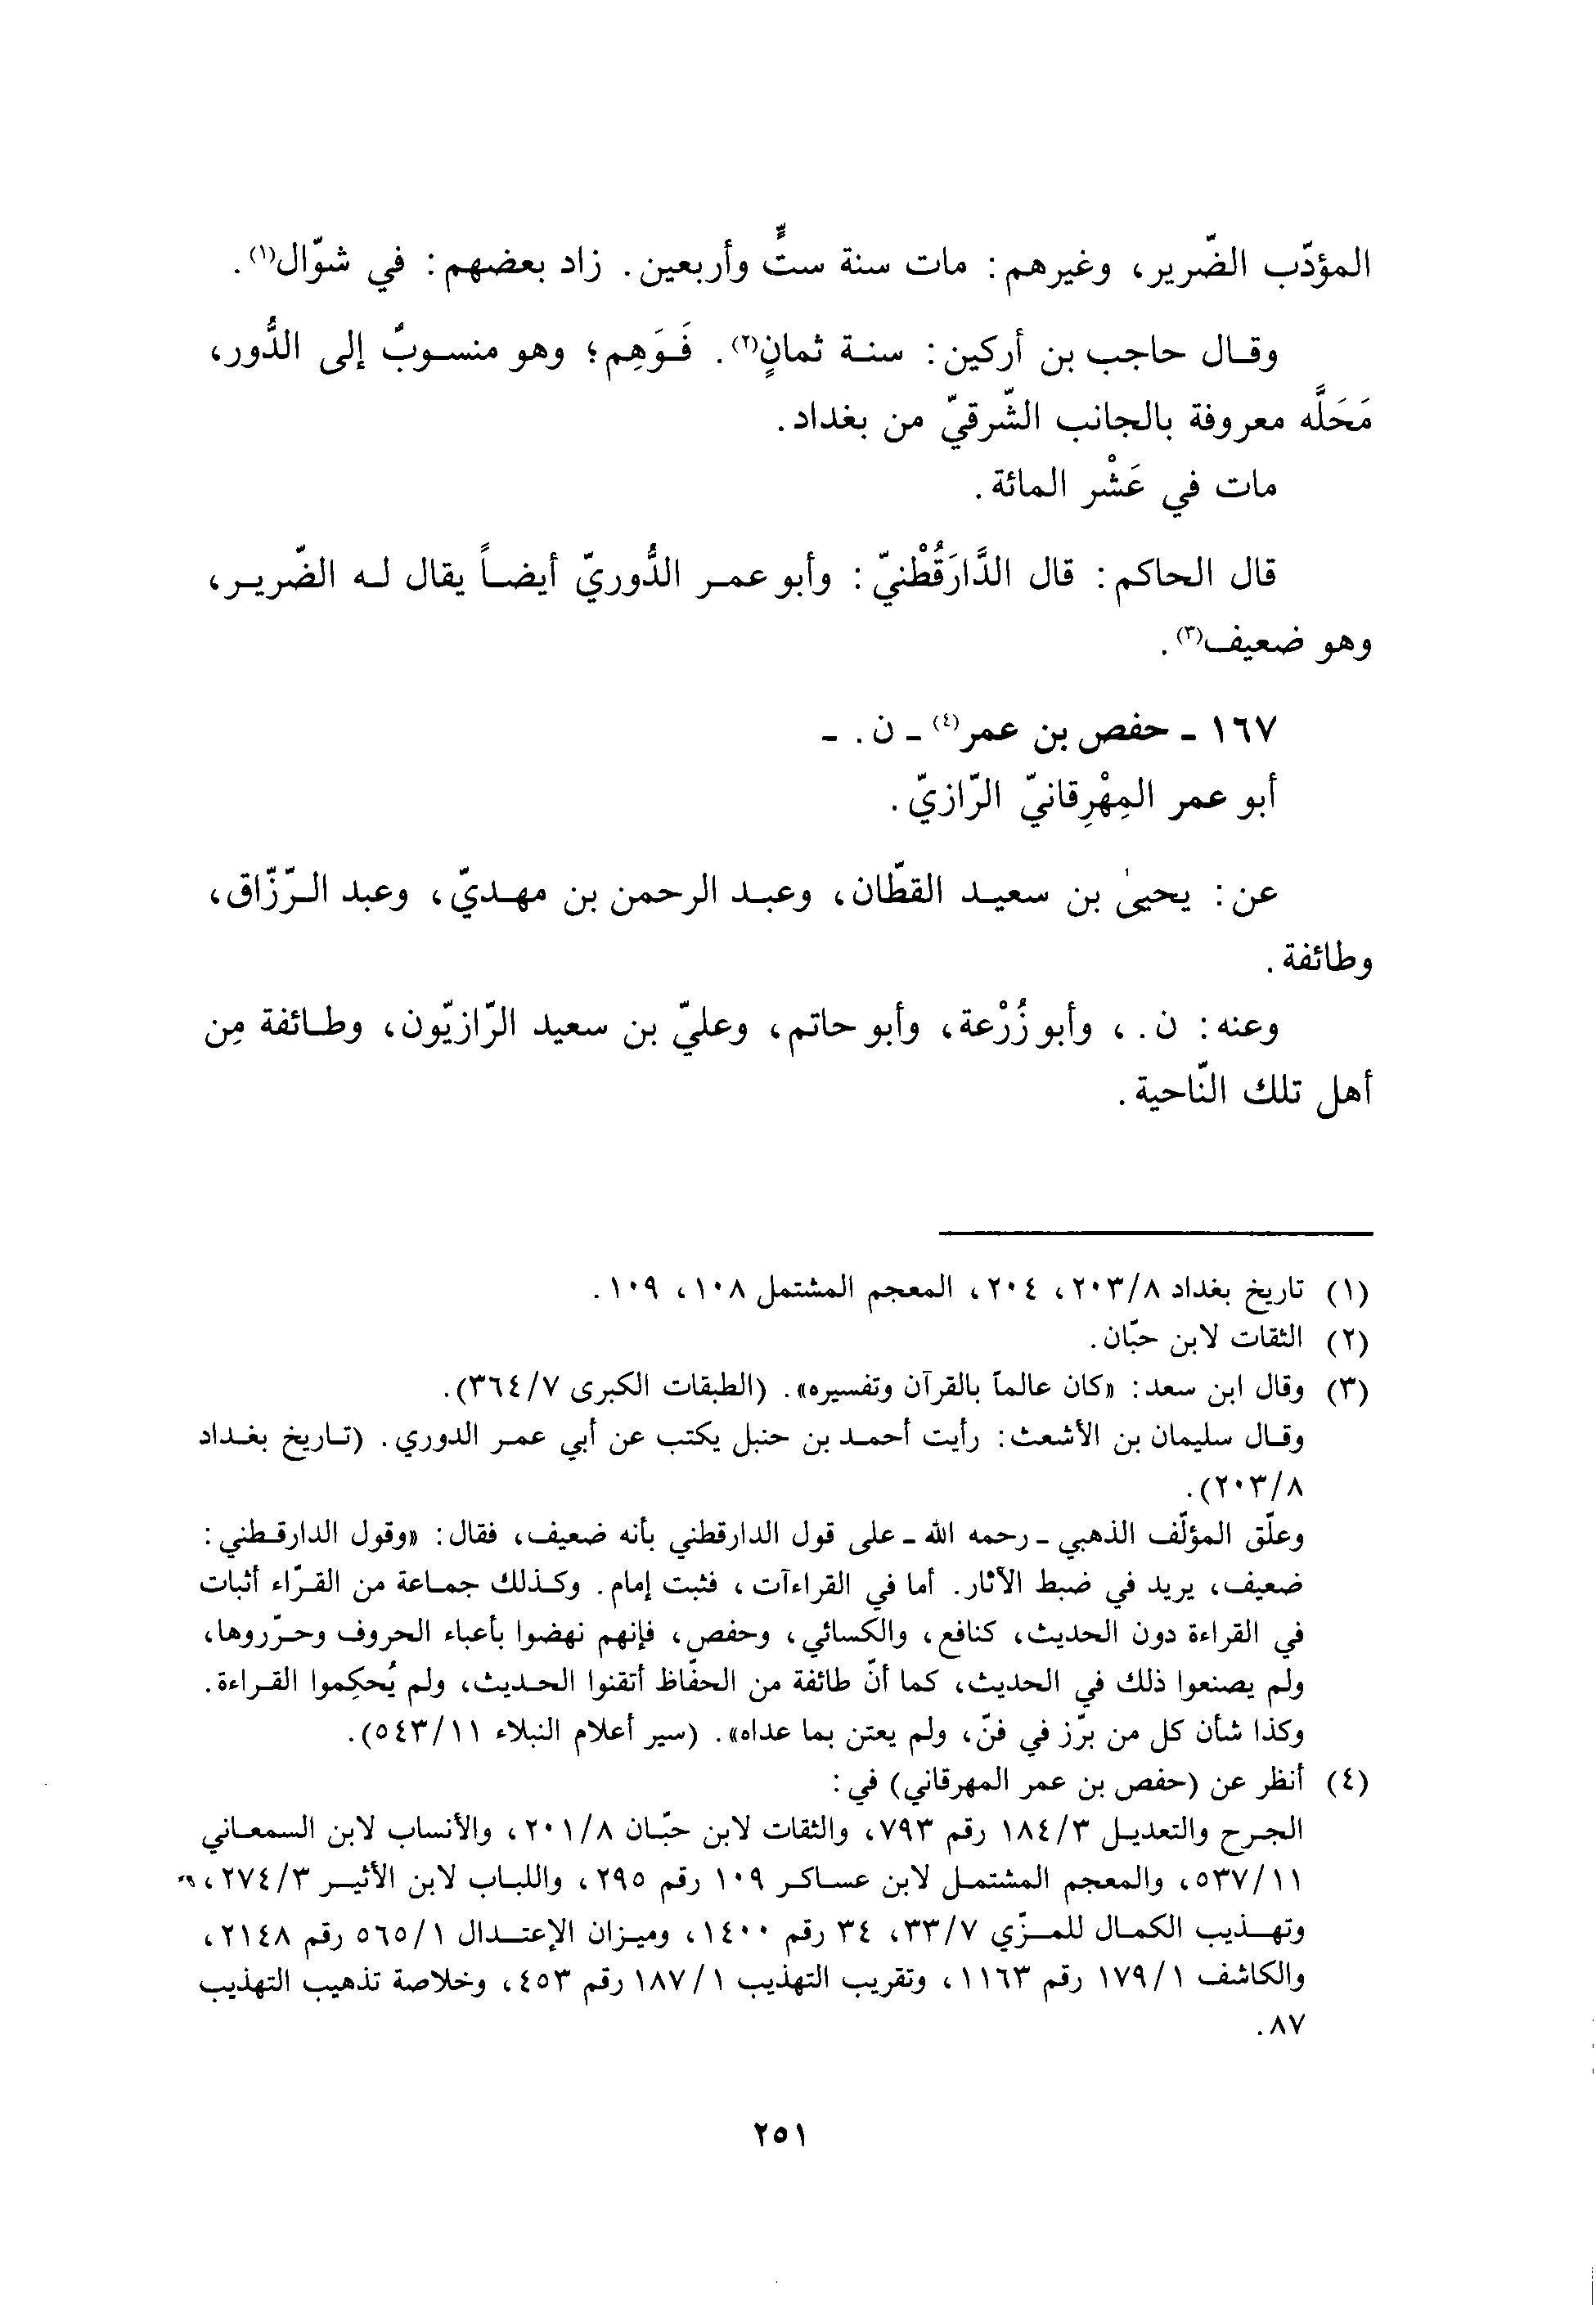 المؤدّب الضّرير، وغيرهم: مات سنة ستٍّ وأربعين. زاد بعضهم: في شوّال(١).
وقال حاجب بن أركين: سنة ثمانٍ(٢). فَوَهِم؛ وهو منسوبٌ إلى الدُّور،
مَحَلَّه معروفة بالجانب الشّرقيّ من بغداد.
مات في عَشْر المائة.
قال الحاكم: قال الدَّارَقُطْنيّ: وأبو عمر الدُّوريّ أيضاً يقال له الضّرير،
وهو ضعيف(٣).
١٦٧ - حفص بن عمر(٤) - ن. -
أبو عمر المِهْرِقانيّ الرّازيّ.
عن: يحيىٰ بن سعيد القطّان، وعبد الرحمن بن مهديّ، وعبد الرّزّاق،
وطائفة.
وعنه: ن.، وأبو زُرْعة، وأبو حاتم، وعليّ بن سعيد الرّازيّون، وطائفة مِن
أهل تلك النّاحية.
(١) تاريخ بغداد ٢٠٣/٨، ٢٠٤، المعجم المشتمل ١٠٨، ١٠٩.
(٢) الثقات لابن حبّان.
(٣) وقال ابن سعد: «كان عالماً بالقرآن وتفسيره». (الطبقات الكبرى ٣٦٤/٧).
وقال سليمان بن الأشعث: رأيت أحمد بن حنبل يكتب عن أبي عمر الدوري. (تاريخ بغداد
٢٠٣/٨).
وعلّق المؤلّف الذهبي - رحمه الله - على قول الدارقطني بأنه ضعيف، فقال: «وقول الدارقطني:
ضعيف، يريد في ضبط الآثار. أما في القراءآت، فثبت إمام. وكذلك جماعة من القرّاء أثبات
في القراءة دون الحديث، كنافع، والكسائي، وحفص، فإنهم نهضوا بأعباء الحروف وحرّروها،
ولم يصنعوا ذلك في الحديث، كما أنّ طائفة من الحفّاظ أتقنوا الحديث، ولم يُحكِموا القراءة.
وكذا شأن كل من برّز في فنّ، ولم يعتن بما عداه». (سير أعلام النبلاء ٥٤٣/١١).
(٤) أنظر عن (حفص بن عمر المهرقاني) في:
الجرح والتعديل ١٨٤/٣ رقم ٧٩٣، والثقات لابن حبّان ٢٠١/٨، والأنساب لابن السمعاني
٥٣٧/١١، والمعجم المشتمل لابن عساكر ١٠٩ رقم ٢٩٥، واللباب لابن الأثير ٢٧٤/٣،
وتهذيب الكمال للمزّي ٣٣/٧، ٣٤ رقم ١٤٠٠، وميزان الإعتدال ٥٦٥/١ رقم ٢١٤٨،
والكاشف ١٧٩/١ رقم ١١٦٣، وتقريب التهذيب ١٨٧/١ رقم ٤٥٣، وخلاصة تذهيب التهذيب
٨٧.
٢٥١